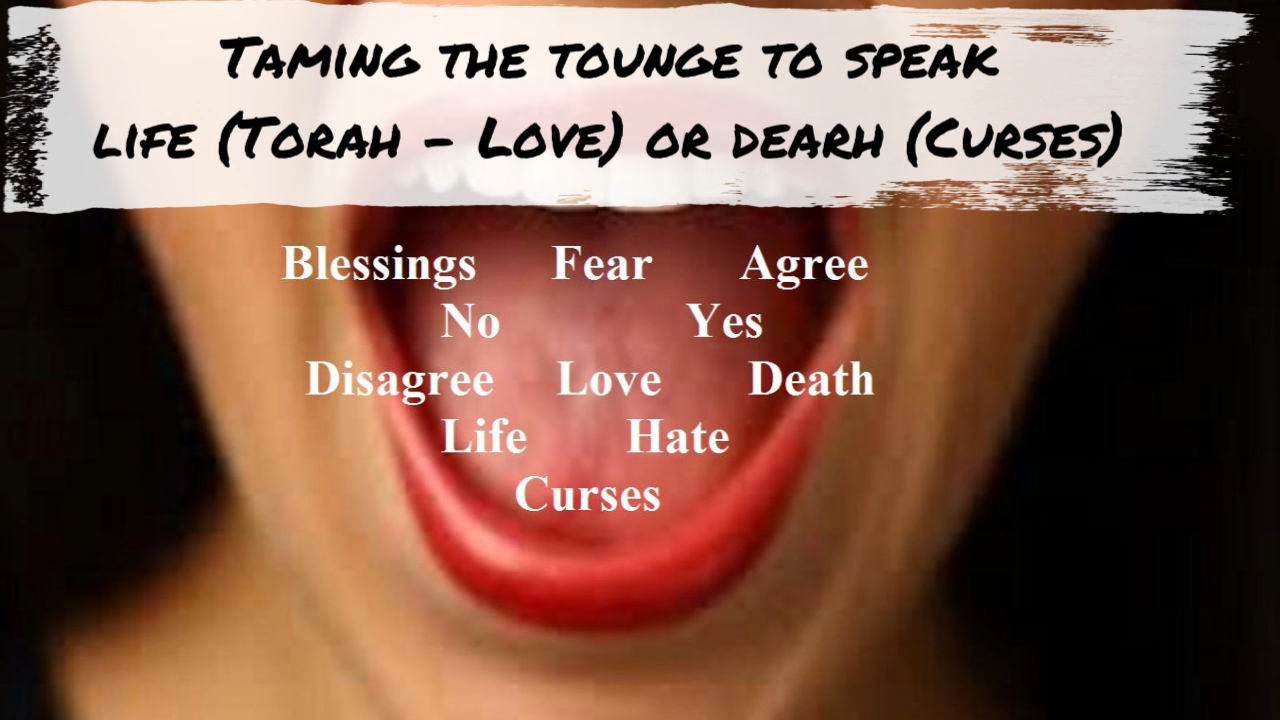 Taming the tounge to speak
life (Torah - Love) or dearh (Curses)
Blessings Fear Agree
No Yes
Disagree Love Death
Life Hate
Curses